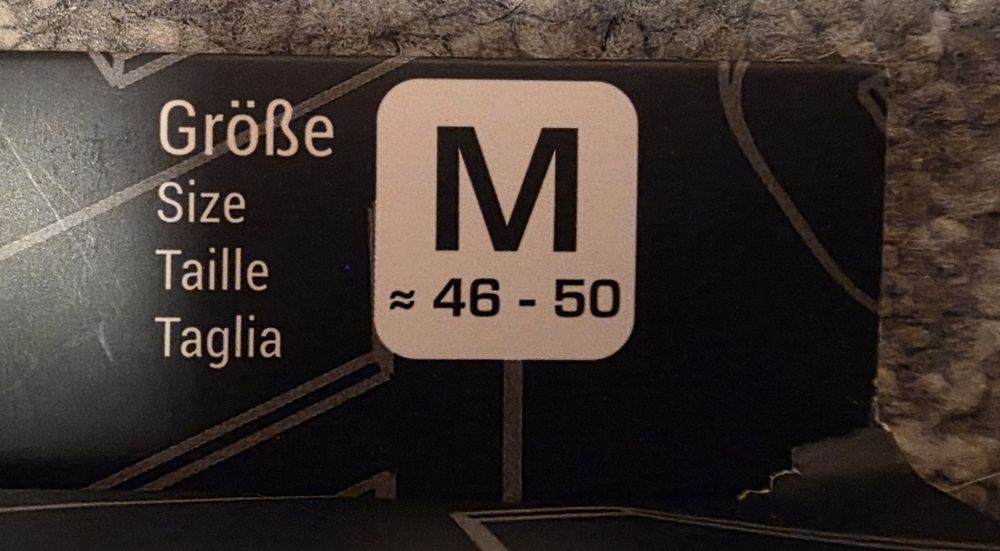 Größe
Size
Taille
Taglia
M
≈ 46 - 50